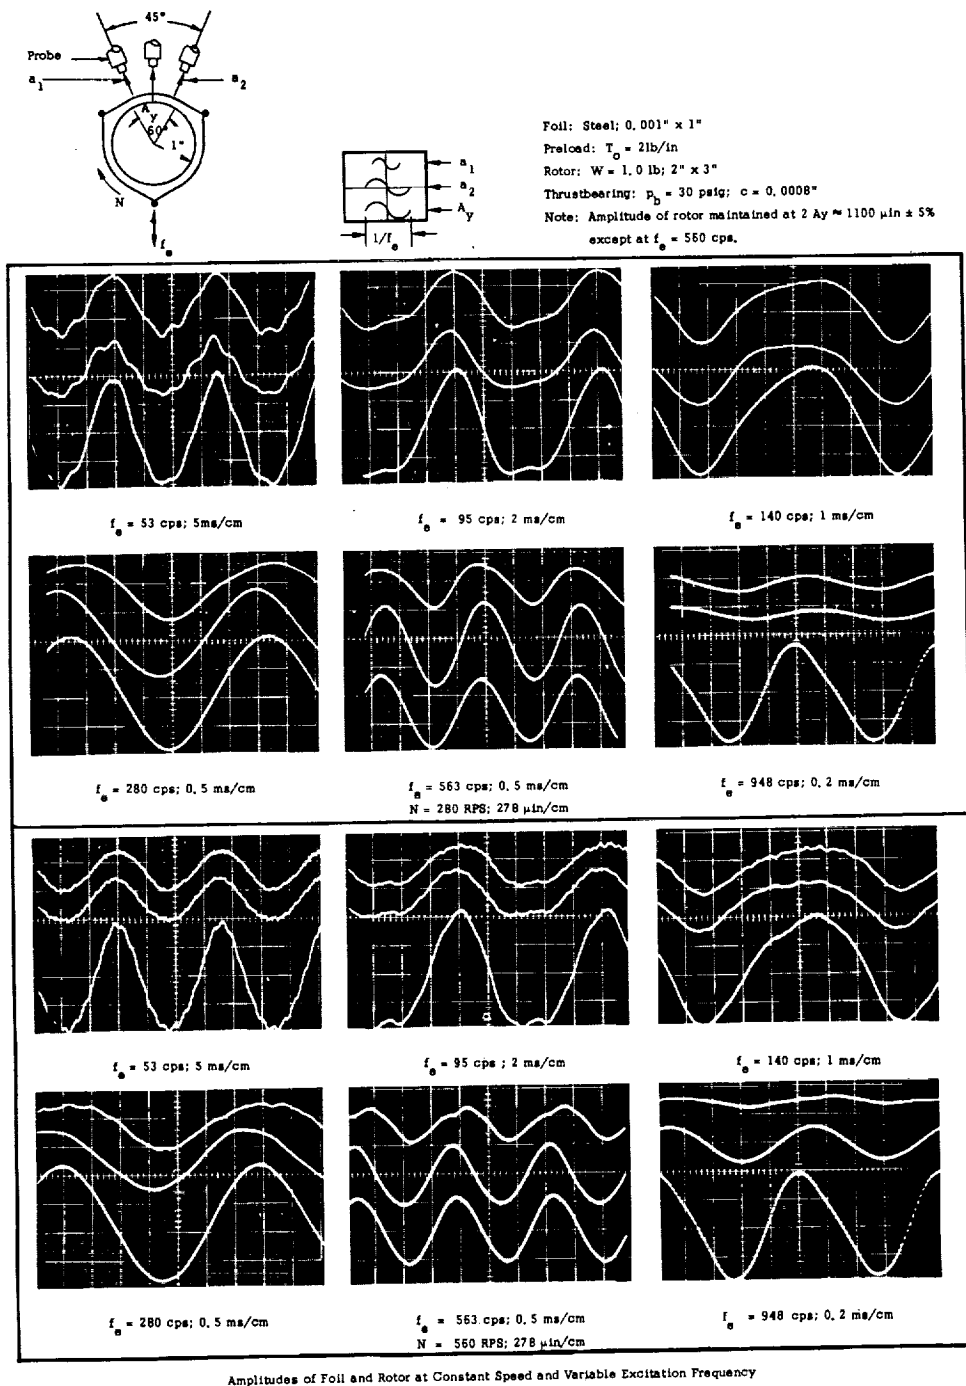 45°
Probe
a1
a2
Ay
60°
1"
N
fe
a1
a2
Ay
1/fe
Foil: Steel; 0.001" x 1"
Preload: To = 2lb/in
Rotor: W = 1.0 lb; 2" x 3"
Thrustbearing: pb = 30 psig; c = 0.0008"
Note: Amplitude of rotor maintained at 2 Ay ≈ 1100 µin ± 5%
except at fe = 560 cps.
fe = 53 cps; 5ms/cm
fe = 95 cps; 2 ms/cm
fe = 140 cps; 1 ms/cm
fe = 280 cps; 0.5 ms/cm
fe = 563 cps; 0.5 ms/cm
N = 280 RPS; 278 µin/cm
fe = 948 cps; 0.2 ms/cm
fe = 53 cps; 5 ms/cm
fe = 95 cps ; 2 ms/cm
fe = 140 cps; 1 ms/cm
fe = 280 cps; 0.5 ms/cm
fe = 563 cps; 0.5 ms/cm
N = 560 RPS; 278 µin/cm
fe = 948 cps; 0.2 ms/cm
Amplitudes of Foil and Rotor at Constant Speed and Variable Excitation Frequency